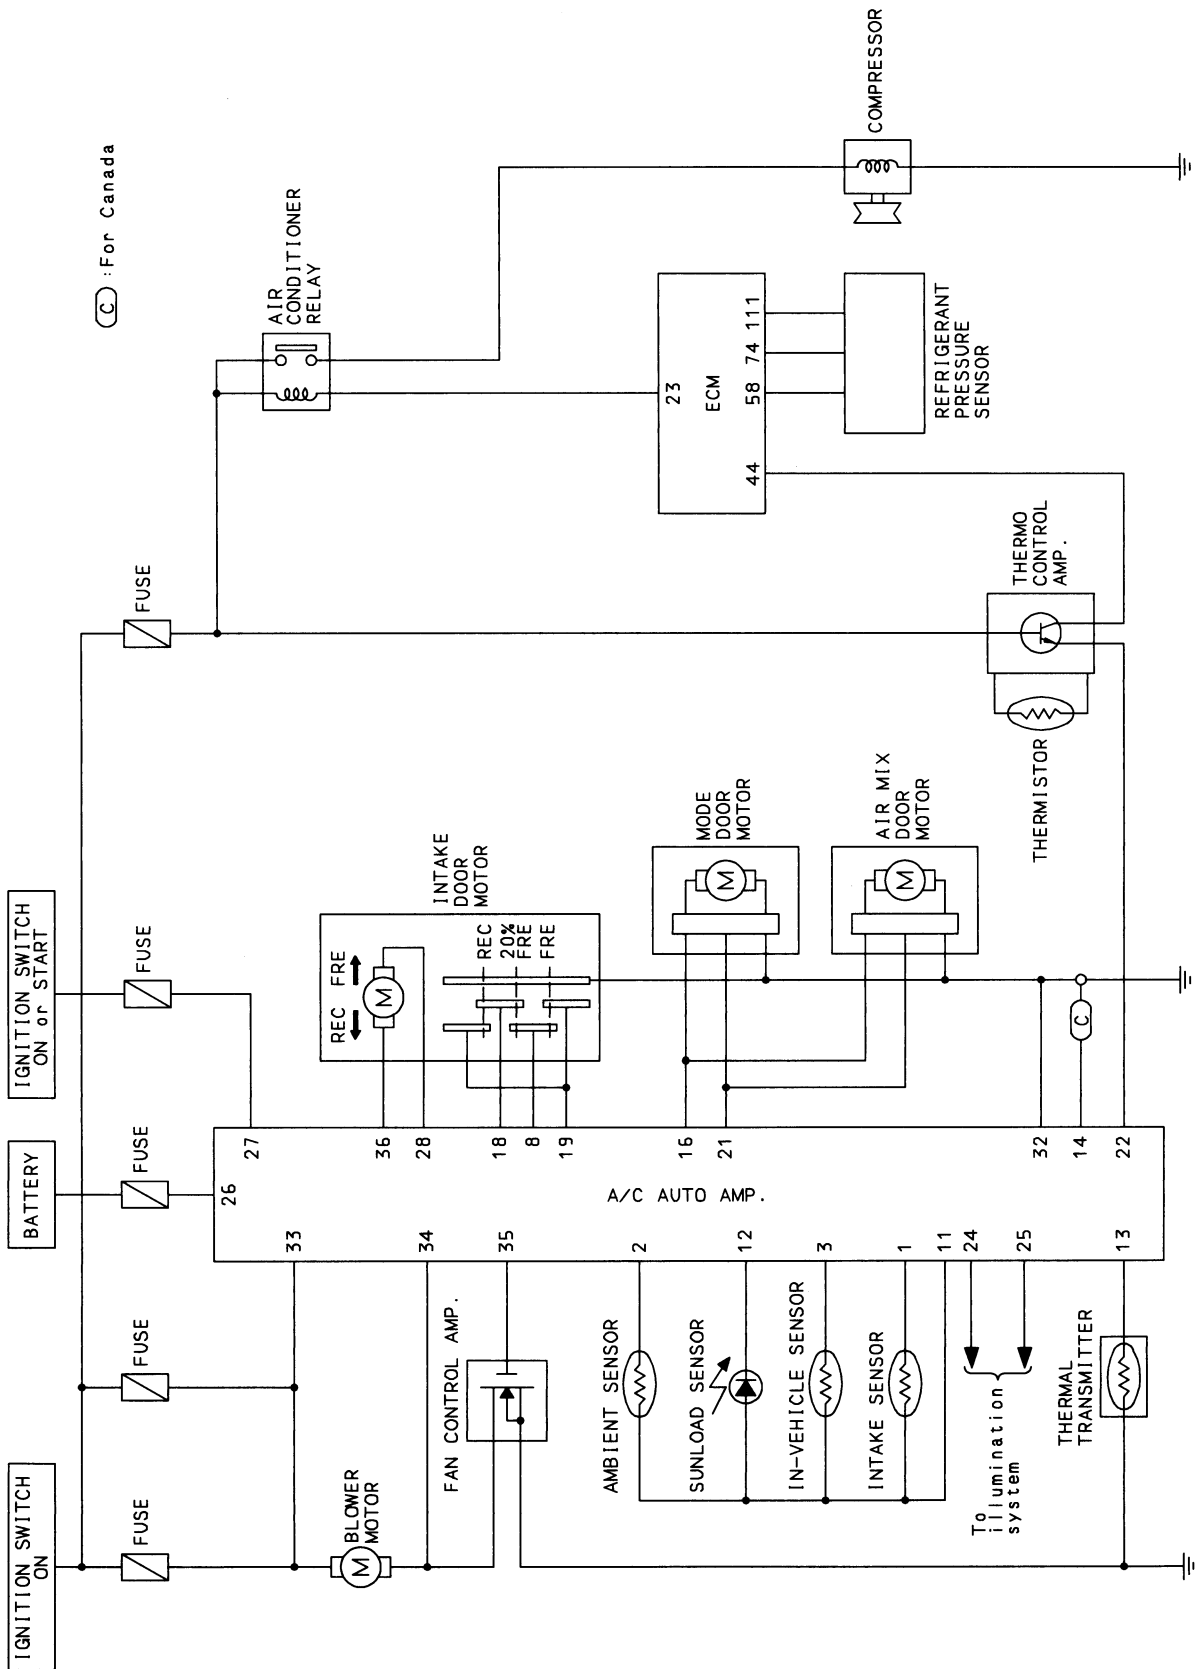 IGNITION SWITCH
ON
BATTERY
IGNITION SWITCH
ON or START
C : For Canada
FUSE
FUSE
FUSE
FUSE
FUSE
AIR
CONDITIONER
RELAY
COMPRESSOR
33
26
27
BLOWER
MOTOR
34
36
28
REC FRE
M
M
INTAKE
DOOR
MOTOR
REC
20%
FRE
FRE
FAN CONTROL AMP.
35
18
8
19
AMBIENT SENSOR
2
SUNLOAD SENSOR
12
IN-VEHICLE SENSOR
3
INTAKE SENSOR
1
11
24
25
To
illumination
system
A/C AUTO AMP.
16
21
MODE
DOOR
MOTOR
M
AIR MIX
DOOR
MOTOR
M
23
ECM
44
58
74
111
REFRIGERANT
PRESSURE
SENSOR
THERMO
CONTROL
AMP.
THERMISTOR
32
14
C
22
13
THERMAL
TRANSMITTER